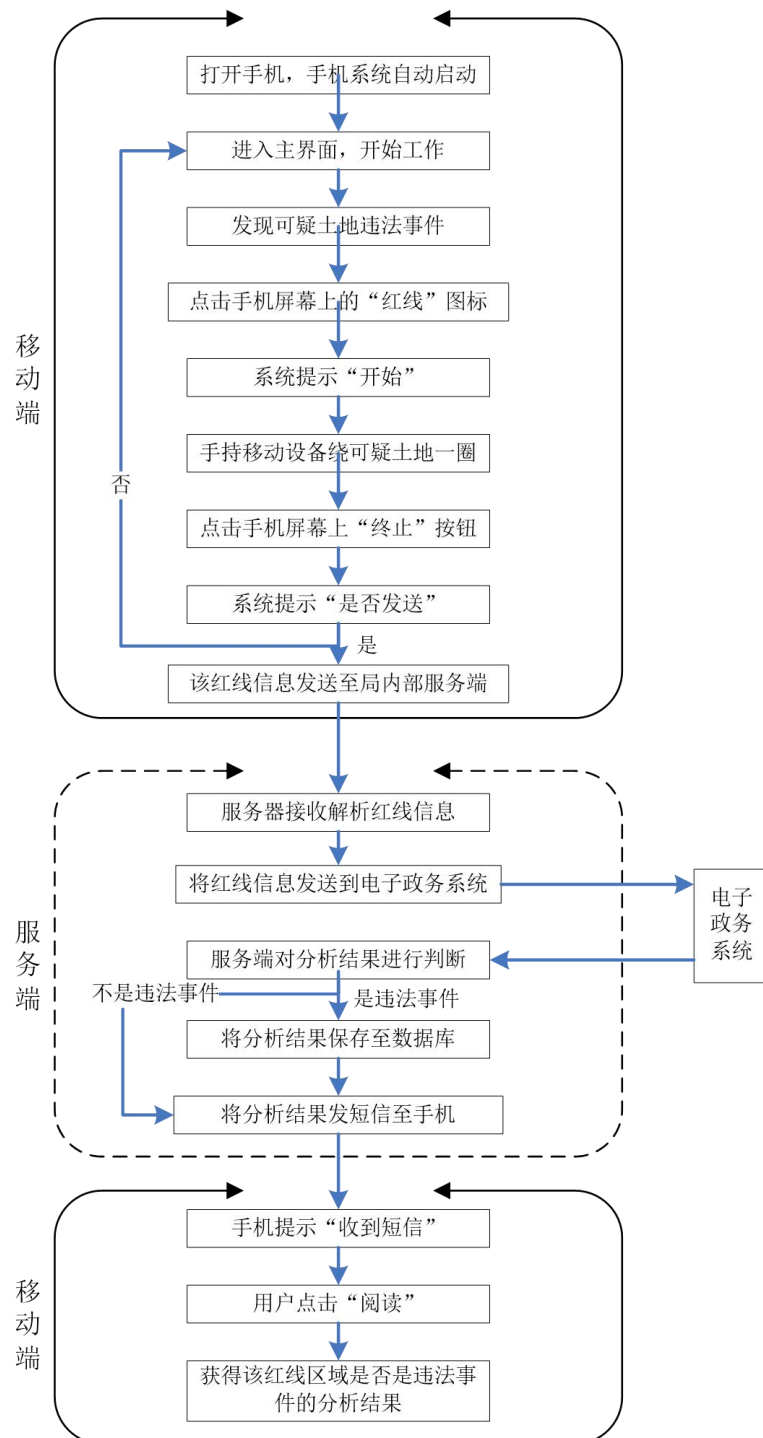 打开手机，手机系统自动启动
进入主界面，开始工作
发现可疑土地违法事件
点击手机屏幕上的“红线”图标
系统提示“开始”
手持移动设备绕可疑土地一圈
点击手机屏幕上“终止”按钮
系统提示“是否发送”
是
否
该红线信息发送至局内部服务端
移动端
服务器接收解析红线信息
将红线信息发送到电子政务系统
电子
政务
系统
服务端对分析结果进行判断
不是违法事件
是违法事件
将分析结果保存至数据库
将分析结果发短信至手机
服务端
手机提示“收到短信”
用户点击“阅读”
获得该红线区域是否是违法事
件的分析结果
移动端